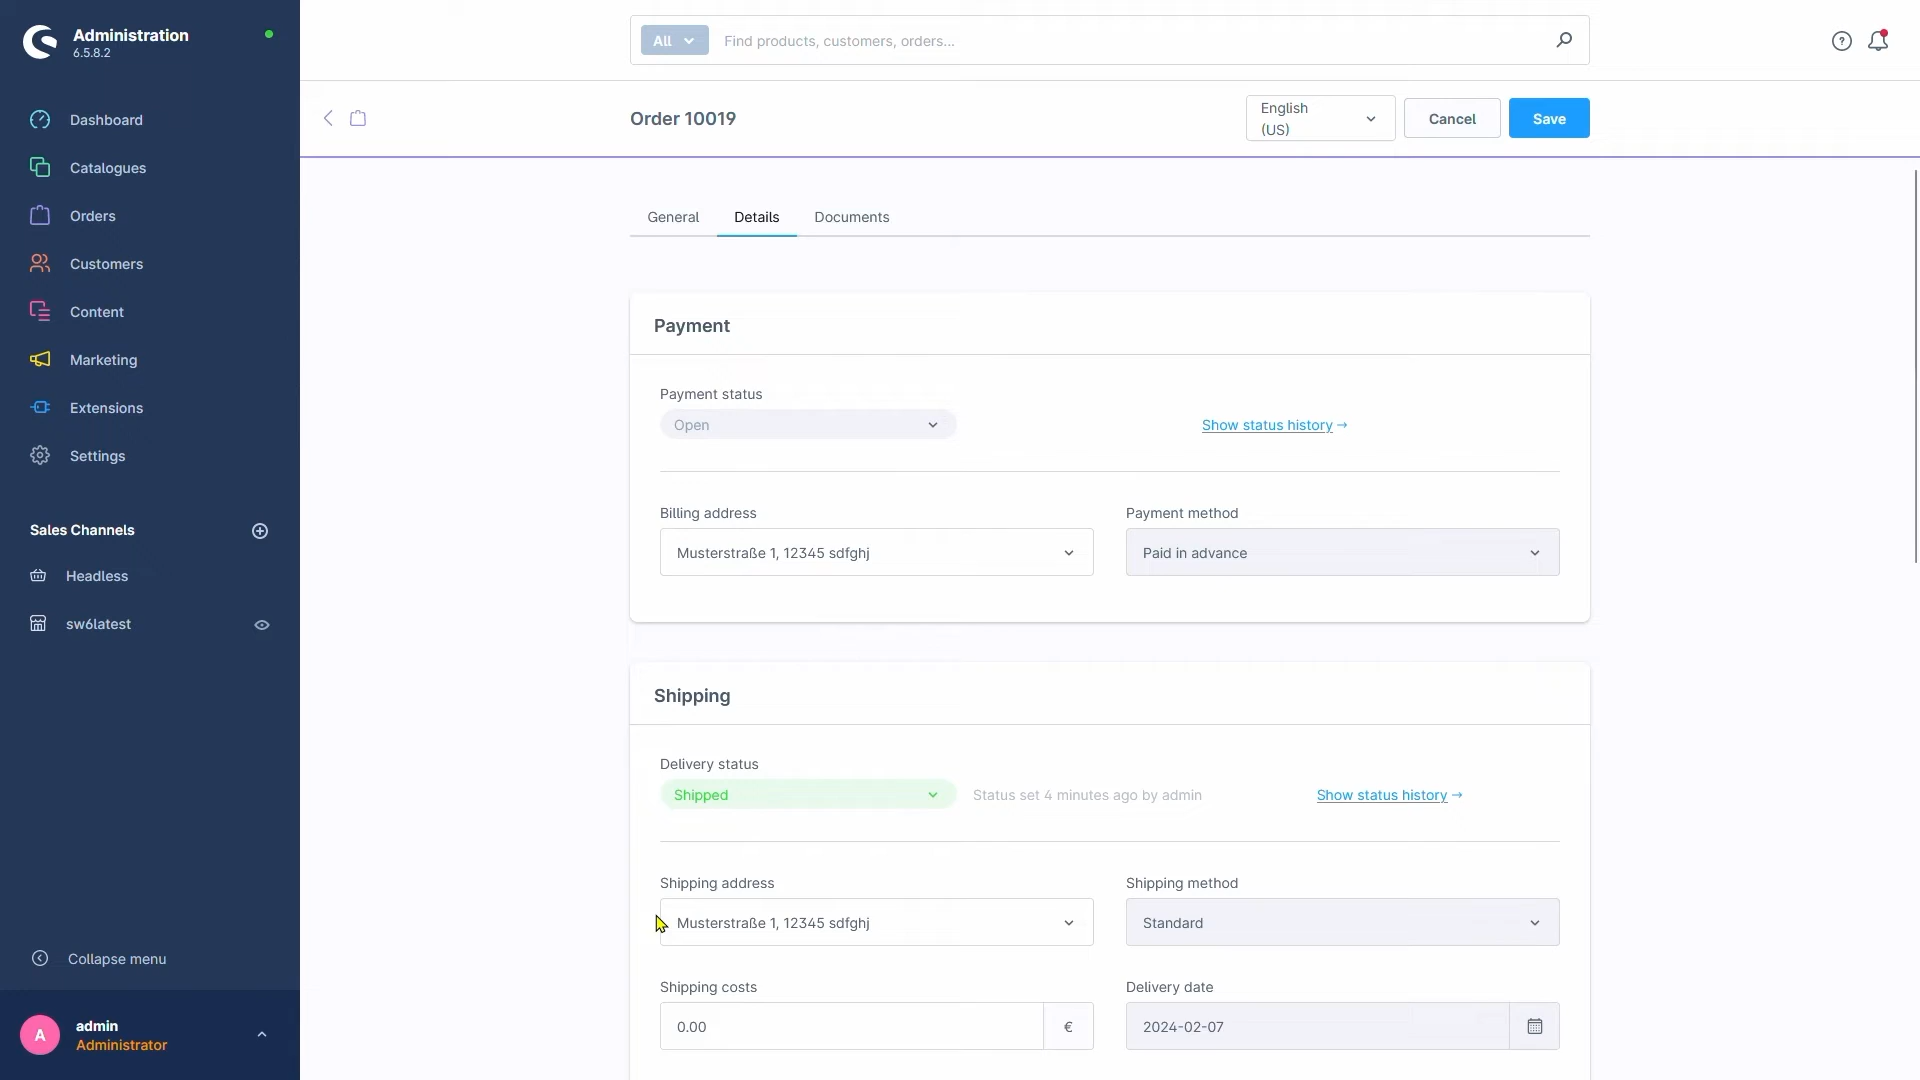 Administration
6.5.8.2
All
Find products, customers, orders...
Dashboard
Catalogues
Orders
Customers
Content
Marketing
Extensions
Settings
Sales Channels
Headless
sw6latest
Collapse menu
A
admin
Administrator
Order 10019
English
(US)
Cancel
Save
General
Details
Documents
Payment
Payment status
Open
Show status history →
Billing address
Payment method
Musterstraße 1, 12345 sdfghj
Paid in advance
Shipping
Delivery status
Shipped
Status set 4 minutes ago by admin
Show status history →
Shipping address
Shipping method
Musterstraße 1, 12345 sdfghj
Standard
Shipping costs
Delivery date
0.00
€
2024-02-07